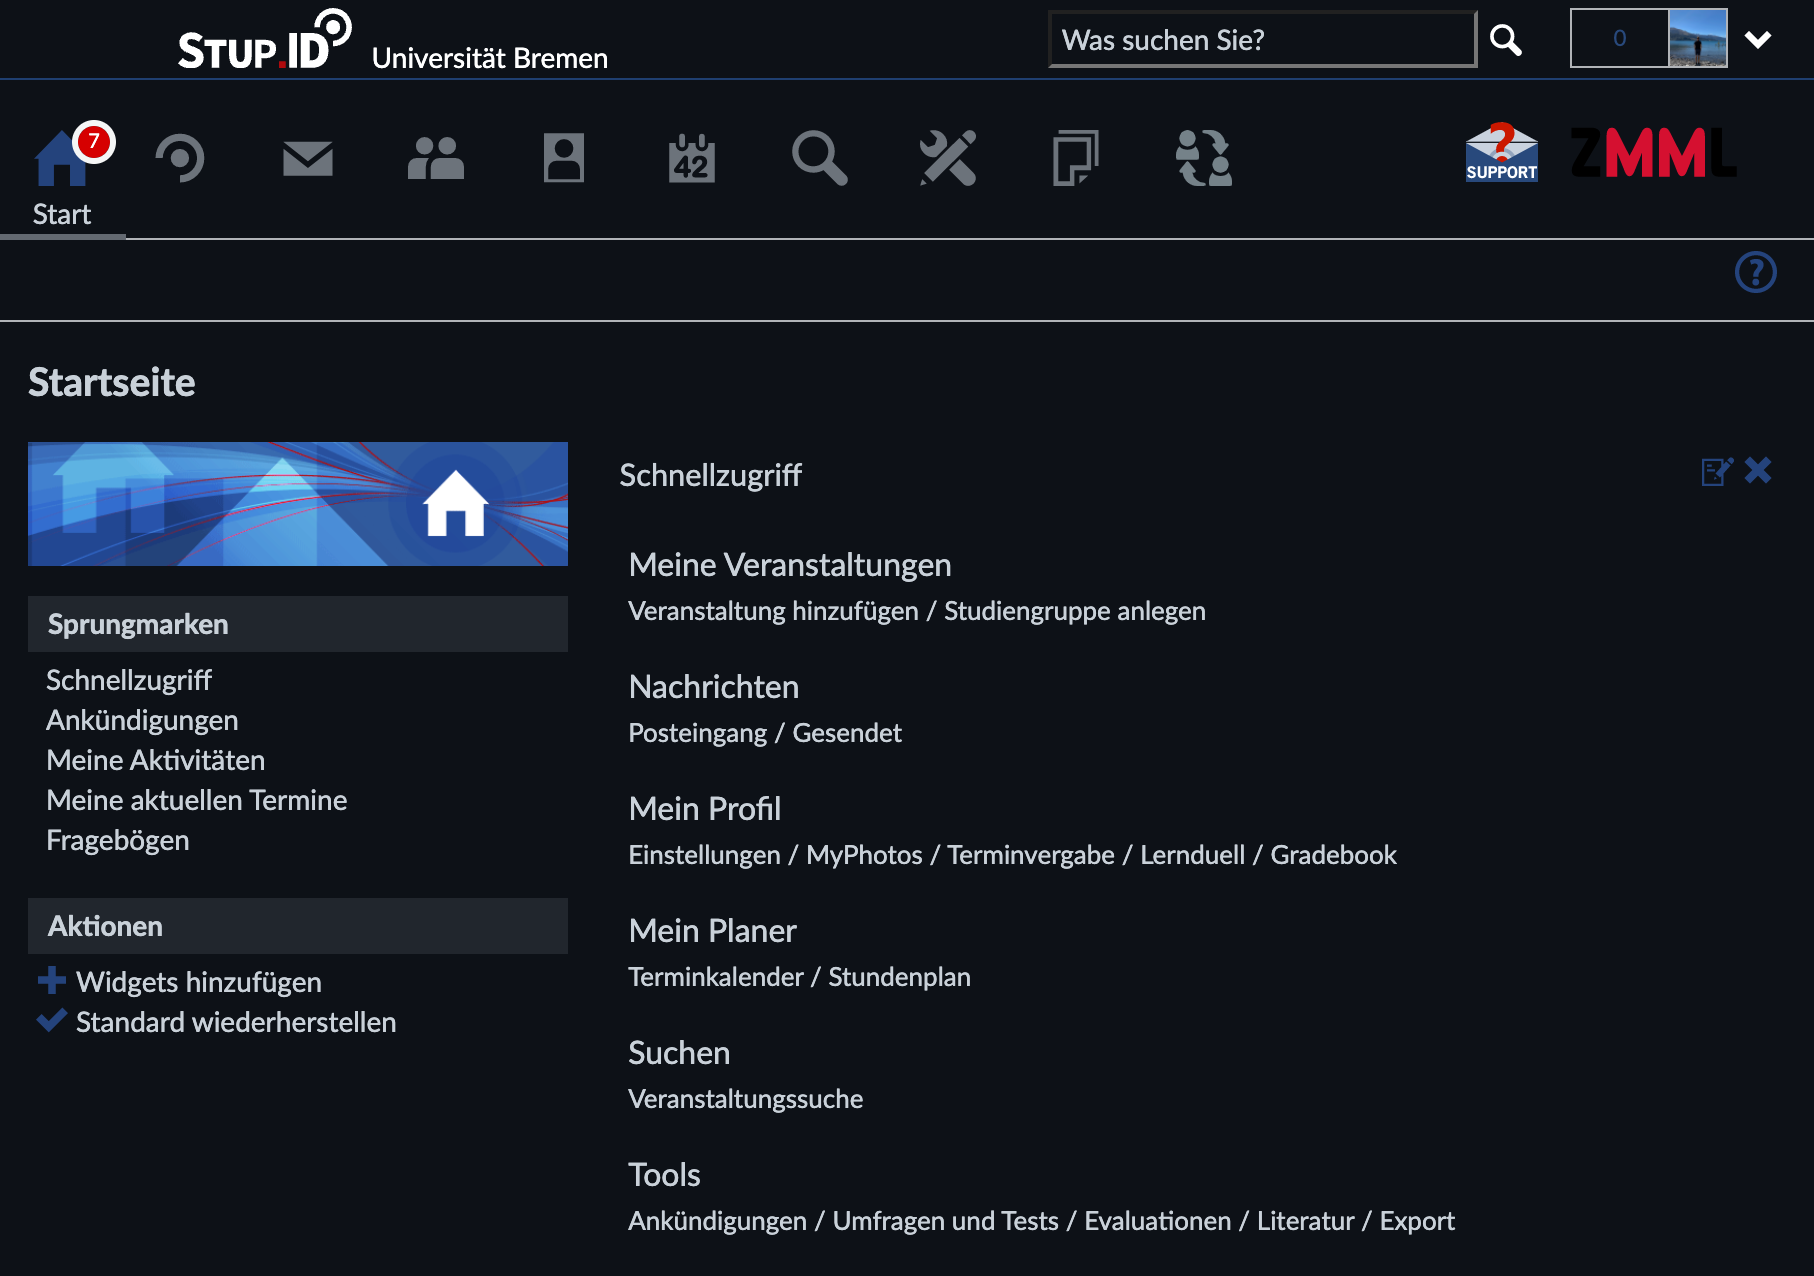 STUP.ID Universität Bremen
Was suchen Sie?
0
7
42
SUPPORT
ZMML
Start
Startseite
Schnellzugriff
Sprungmarken
Schnellzugriff
Ankündigungen
Meine Aktivitäten
Meine aktuellen Termine
Fragebögen
Aktionen
Widgets hinzufügen
Standard wiederherstellen
Meine Veranstaltungen
Veranstaltung hinzufügen / Studiengruppe anlegen
Nachrichten
Posteingang / Gesendet
Mein Profil
Einstellungen / MyPhotos / Terminvergabe / Lernduell / Gradebook
Mein Planer
Terminkalender / Stundenplan
Suchen
Veranstaltungssuche
Tools
Ankündigungen / Umfragen und Tests / Evaluationen / Literatur / Export